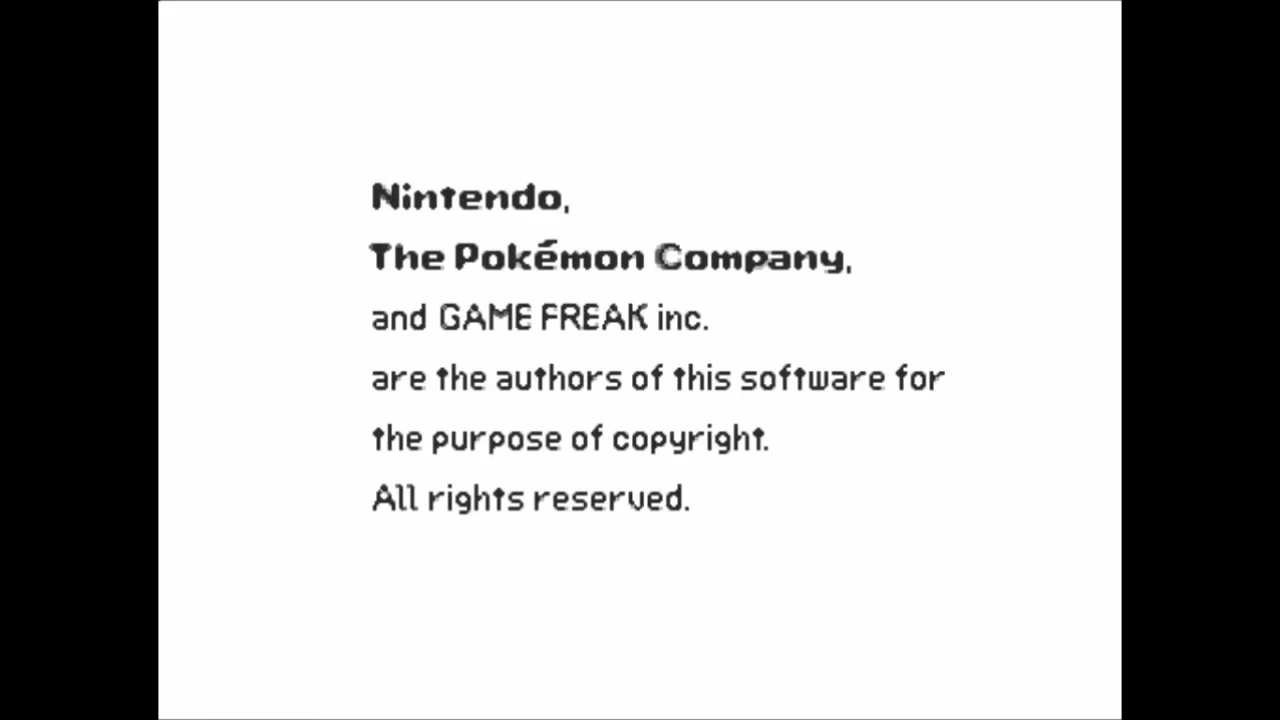 Nintendo,
The Pokémon Company,
and GAME FREAK inc.
are the authors of this software for
the purpose of copyright.
All rights reserved.